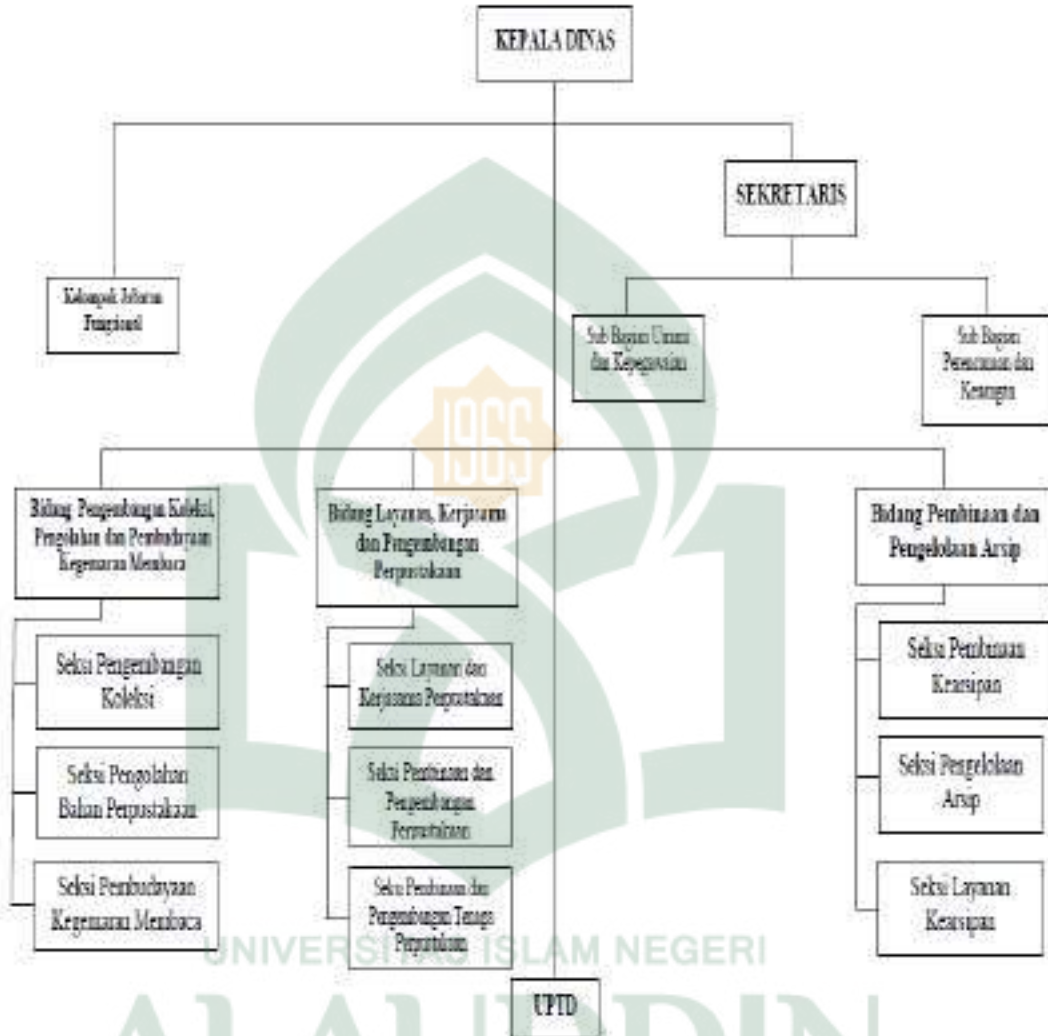 KEPALA DINAS
SEKRETARIS
Kelompok Jabatan
Fungsional
Sub Bagian Umum
dan Kepegawaian
Sub Bagian
Perencanaan dan
Keuangan
1965
Bidang Pengembangan Koleksi,
Pengolahan dan Pembudayaan
Kegemaran Membaca
Bidang Layanan, Kerjasama
dan Pengembangan
Perpustakaan
Bidang Pembinaan dan
Pengelolaan Arsip
Seksi Pengembangan
Koleksi
Seksi Pengolahan
Bahan Perpustakaan
Seksi Pembudayaan
Kegemaran Membaca
Seksi Layanan dan
Kerjasama Perpustakaan
Seksi Pembinaan dan
Pengembangan
Perpustakaan
Seksi Pembinaan dan
Pengembangan Tenaga
Perpustakaan
Seksi Pembinaan
Kearsipan
Seksi Pengelolaan
Arsip
Seksi Layanan
Kearsipan
UNIVERSITAS ISLAM NEGERI
UPTD
ALAUDDIN